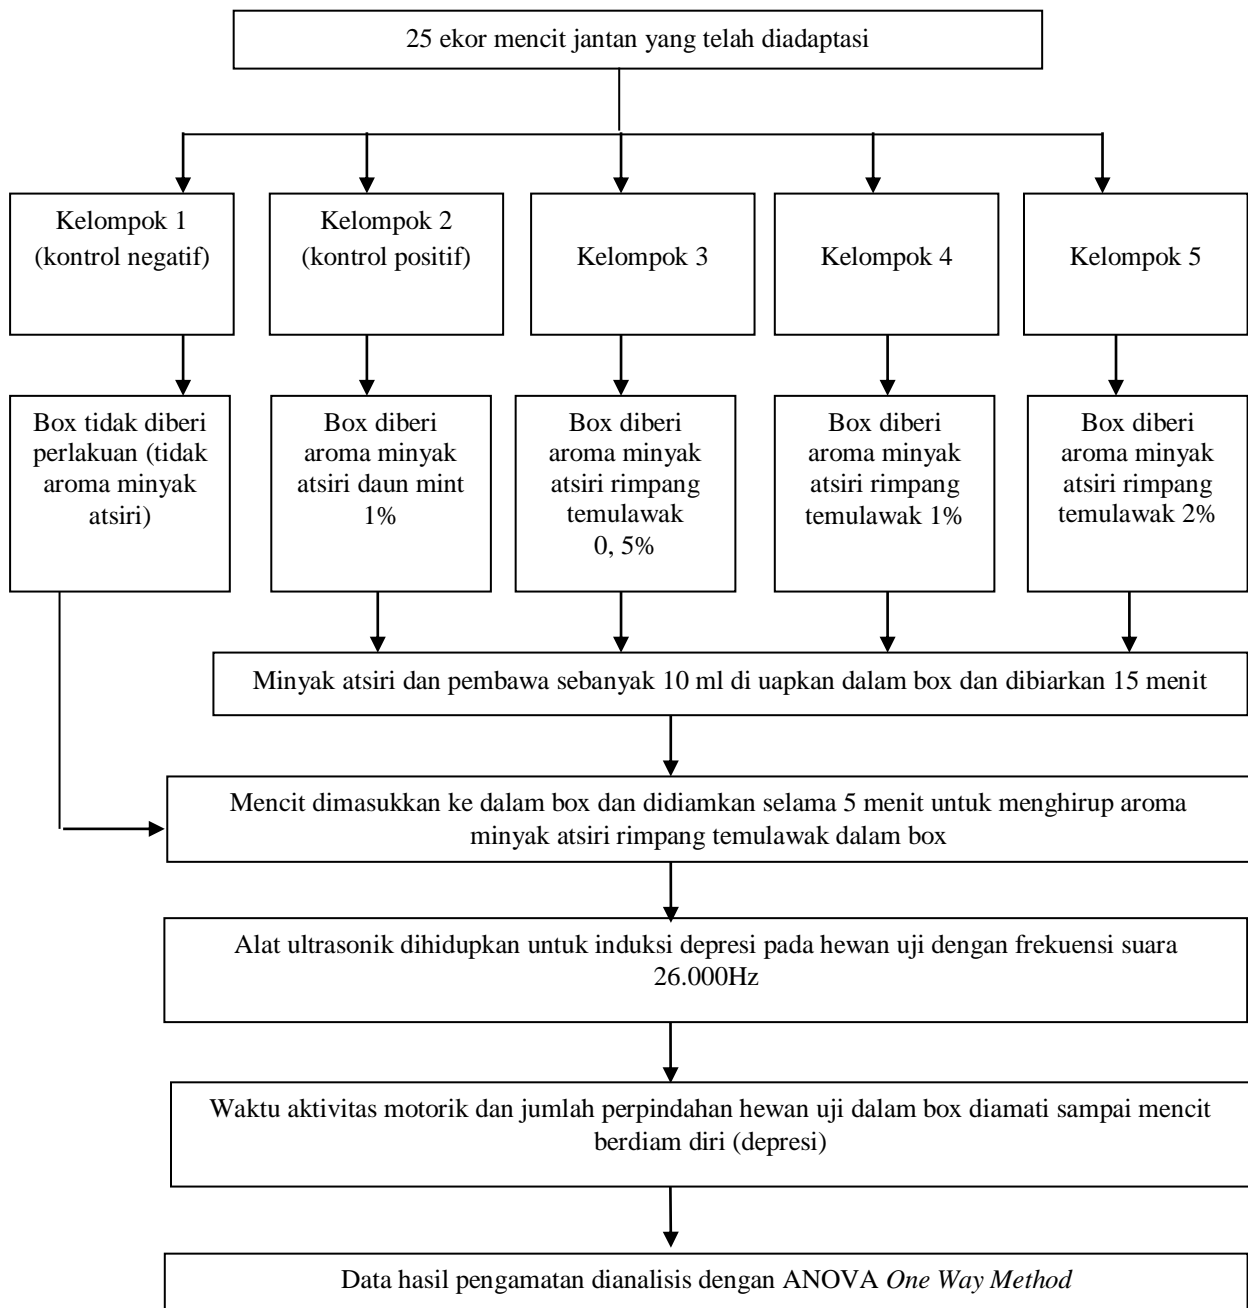 25 ekor mencit jantan yang telah diadaptasi
Kelompok 1
(kontrol negatif)
Kelompok 2
(kontrol positif)
Kelompok 3
Kelompok 4
Kelompok 5
Box tidak diberi
perlakuan (tidak
aroma minyak
atsiri)
Box diberi
aroma minyak
atsiri daun mint
1%
Box diberi
aroma minyak
atsiri rimpang
temulawak
0, 5%
Box diberi
aroma minyak
atsiri rimpang
temulawak 1%
Box diberi
aroma minyak
atsiri rimpang
temulawak 2%
Minyak atsiri dan pembawa sebanyak 10 ml di uapkan dalam box dan dibiarkan 15 menit
Mencit dimasukkan ke dalam box dan didiamkan selama 5 menit untuk menghirup aroma
minyak atsiri rimpang temulawak dalam box
Alat ultrasonik dihidupkan untuk induksi depresi pada hewan uji dengan frekuensi suara
26.000Hz
Waktu aktivitas motorik dan jumlah perpindahan hewan uji dalam box diamati sampai mencit
berdiam diri (depresi)
Data hasil pengamatan dianalisis dengan ANOVA One Way Method